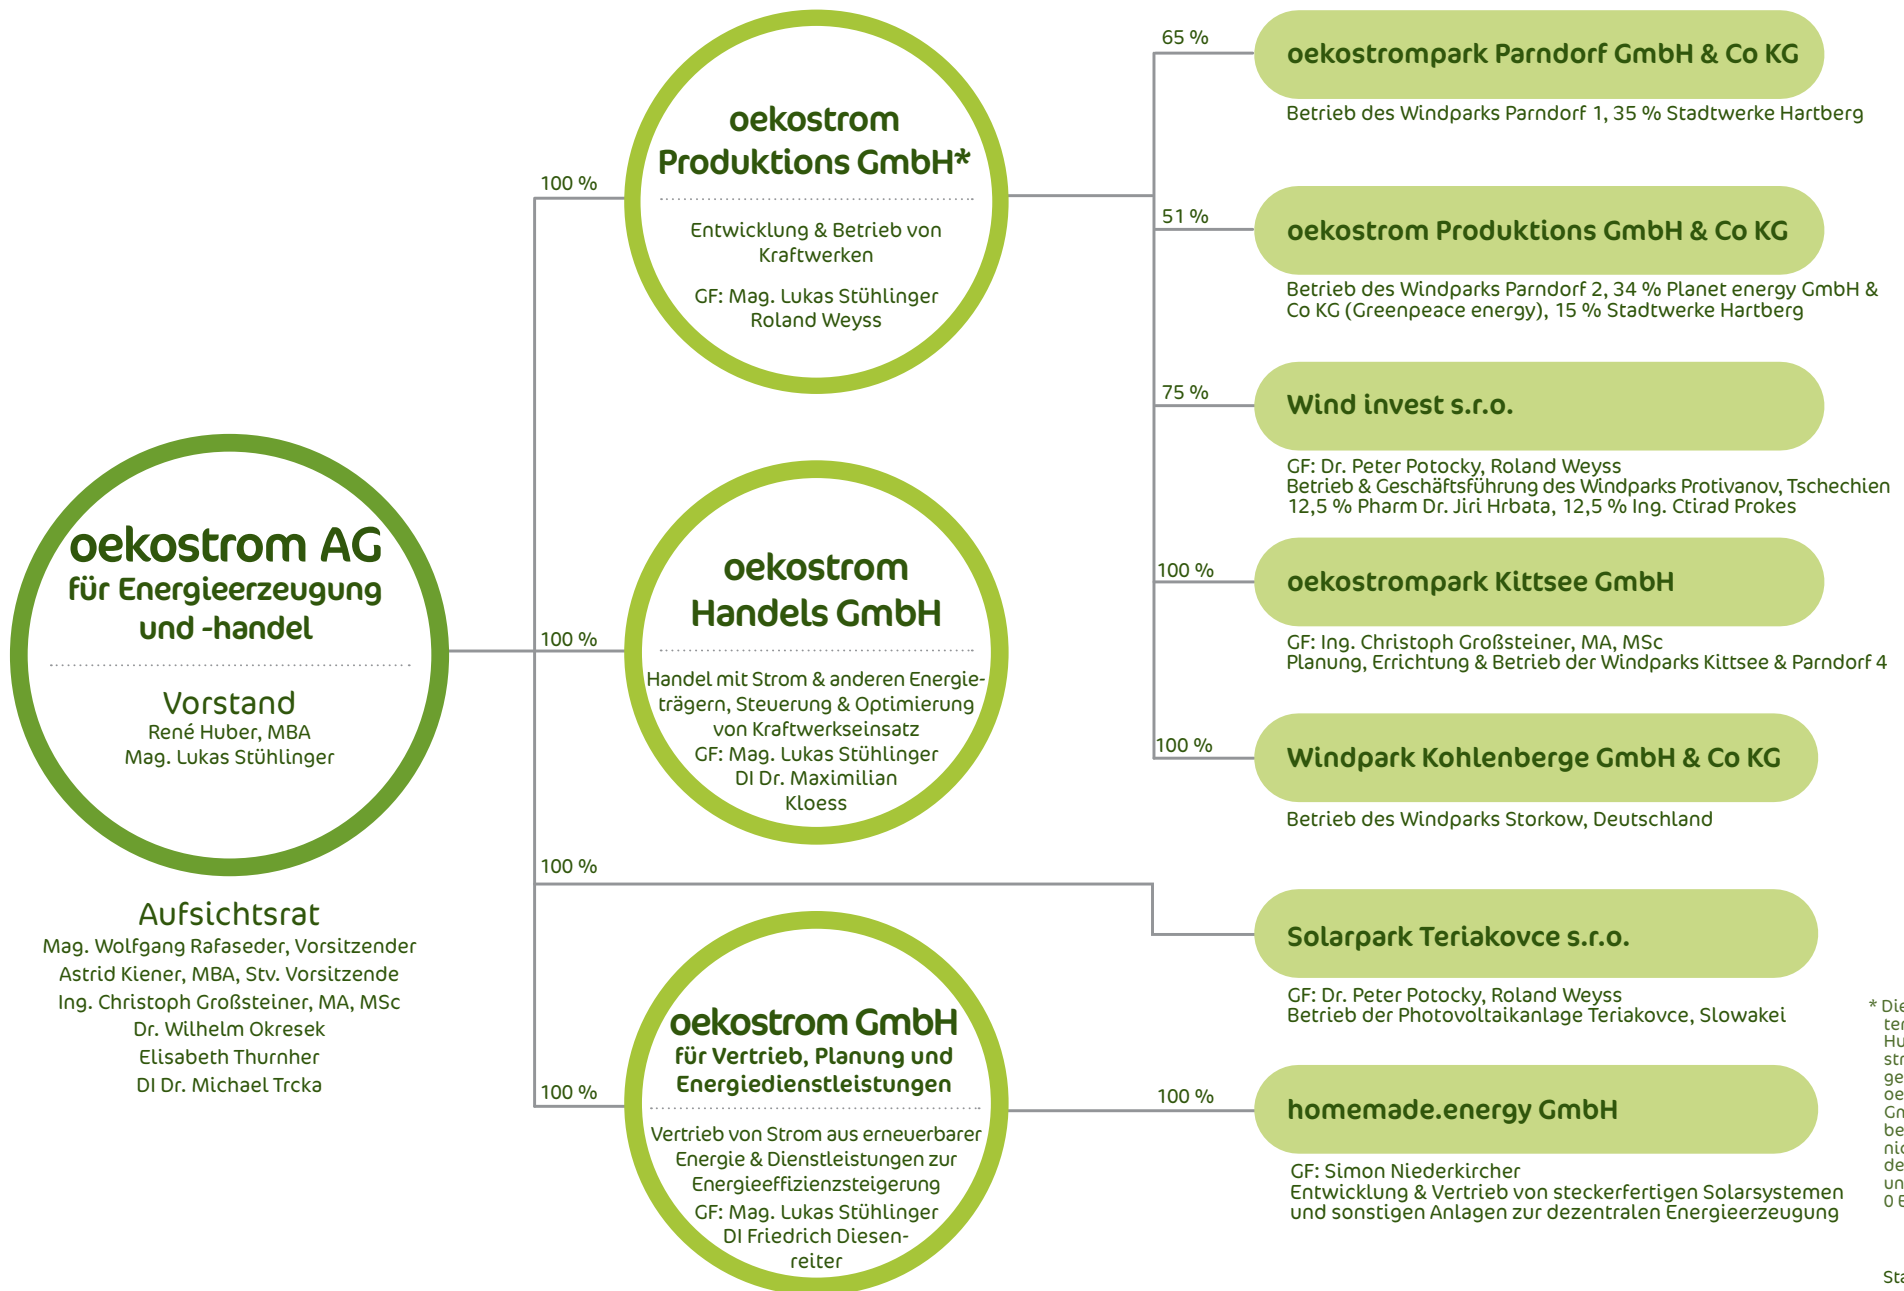 oekostrom AG
für Energieerzeugung
und -handel
Vorstand
René Huber, MBA
Mag. Lukas Stühlinger
Aufsichtsrat
Mag. Wolfgang Rafaseder, Vorsitzender
Astrid Kiener, MBA, Stv. Vorsitzende
Ing. Christoph Großsteiner, MA, MSc
Dr. Wilhelm Okresek
Elisabeth Thurnher
DI Dr. Michael Trcka
100 %
oekostrom
Produktions GmbH*
Entwicklung & Betrieb von
Kraftwerken
GF: Mag. Lukas Stühlinger
Roland Weyss
100 %
oekostrom
Handels GmbH
Handel mit Strom & anderen Energie-
trägern, Steuerung & Optimierung
von Kraftwerkseinsatz
GF: Mag. Lukas Stühlinger
DI Dr. Maximilian
Kloess
100 %
100 %
oekostrom GmbH
für Vertrieb, Planung und
Energiedienstleistungen
Vertrieb von Strom aus erneuerbarer
Energie & Dienstleistungen zur
Energieeffizienzsteigerung
GF: Mag. Lukas Stühlinger
DI Friedrich Diesen-
reiter
65 %
oekostrompark Parndorf GmbH & Co KG
Betrieb des Windparks Parndorf 1, 35 % Stadtwerke Hartberg
51 %
oekostrom Produktions GmbH & Co KG
Betrieb des Windparks Parndorf 2, 34 % Planet energy GmbH &
Co KG (Greenpeace energy), 15 % Stadtwerke Hartberg
75 %
Wind invest s.r.o.
GF: Dr. Peter Potocky, Roland Weyss
Betrieb & Geschäftsführung des Windparks Protivanov, Tschechien
12,5 % Pharm Dr. Jiri Hrbata, 12,5 % Ing. Ctirad Prokes
100 %
oekostrompark Kittsee GmbH
GF: Ing. Christoph Großsteiner, MA, MSc
Planung, Errichtung & Betrieb der Windparks Kittsee & Parndorf 4
100 %
Windpark Kohlenberge GmbH & Co KG
Betrieb des Windparks Storkow, Deutschland
Solarpark Teriakovce s.r.o.
GF: Dr. Peter Potocky, Roland Weyss
Betrieb der Photovoltaikanlage Teriakovce, Slowakei
100 %
homemade.energy GmbH
GF: Simon Niederkircher
Entwicklung & Vertrieb von steckerfertigen Solarsystemen
und sonstigen Anlagen zur dezentralen Energieerzeugung
* Die